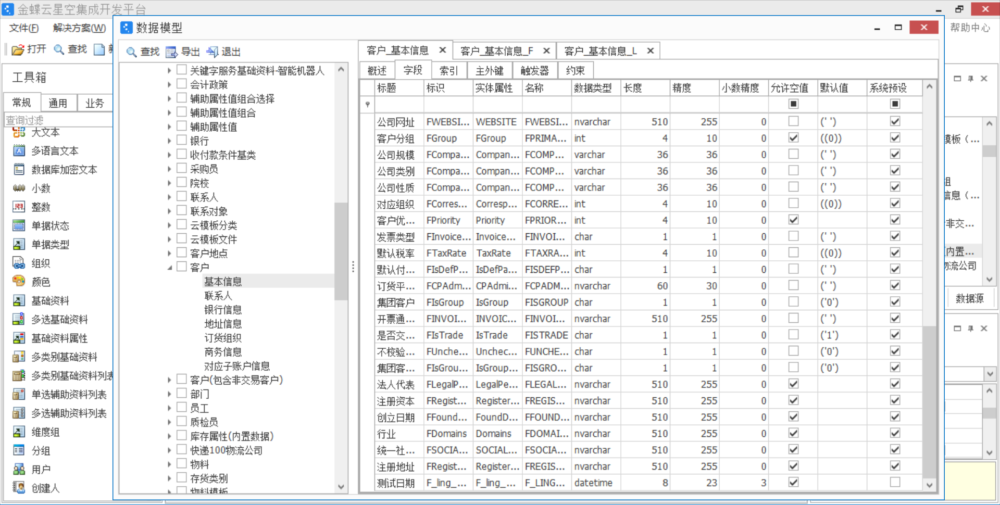 金蝶云星空集成开发平台
文件(F) 解决方案(W)
帮助中心
打开 查找
工具箱
常规 通用 业务
查询过滤
大文本
多语言文本
数据库加密文本
小数
整数
单据状态
单据类型
组织
颜色
基础资料
多选基础资料
基础资料属性
多类别基础资料
多类别基础资料列表
单选辅助资料列表
多选辅助资料列表
维度组
分组
用户
创建人
数据模型
查找 导出 退出
关键字服务基础资料-智能机器人
会计政策
辅助属性值组合选择
辅助属性值组合
辅助属性值
银行
收付款条件基类
采购员
院校
联系人
联系对象
云模板分类
云模板文件
客户地点
客户
基本信息
联系人
银行信息
地址信息
订货组织
商务信息
对应子账户信息
客户(包含非交易客户)
部门
员工
质检员
库存属性(内置数据)
快递100物流公司
物料
存货类别
物料模板
客户_基本信息 客户_基本信息_F 客户_基本信息_L
概述 字段 索引 主外键 触发器 约束
标题 标识 实体属性 名称 数据类型 长度 精度 小数精度 允许空值 默认值 系统预设
公司网址 FWEBSI... WEBSITE FWEBSI... nvarchar 510 255 0 (' ')
客户分组 FGroup FGroup FPRIMA... int 4 10 0 ((0))
公司规模 FCompa... Compan... FCOMP... varchar 36 36 0 (' ')
公司类别 FCompa... Compan... FCOMP... varchar 36 36 0 (' ')
公司性质 FCompa... Compan... FCOMP... varchar 36 36 0 (' ')
对应组织 FCorres... Corresp... FCORRE... int 4 10 0 ((0))
客户优... FPriority Priority FPRIOR... int 4 10 0
发票类型 FInvoice... Invoice... FINVOI... char 1 1 0 (' ')
默认税率 FTaxRate TaxRate FTAXRA... int 4 10 0 ((0))
默认付... FIsDefP... IsDefPa... FISDEFP... char 1 1 0 (' ')
订货平... FCPAdm... CPAdmi... FCPADM... nvarchar 60 30 0 (' ')
集团客户 FIsGroup IsGroup FISGROUP char 1 1 0 ('0')
开票通... FINVOI... INVOIC... FINVOI... nvarchar 510 255 0 (' ')
是否交... FIsTrade IsTrade FISTRADE char 1 1 0 ('1')
不校验... FUnche... Unchec... FUNCHE... char 1 1 0 ('0')
集团客... FIsGrou... IsGroup... FISGRO... char 1 1 0 ('0')
法人代表 FLegalP... LegalPe... FLEGAL... nvarchar 510 255 0
注册资本 FRegist... Register... FREGIS... nvarchar 510 255 0
创立日期 FFound... FoundD... FFOUND... nvarchar 510 255 0
行业 FDomains Domains FDOMAI... nvarchar 510 255 0
统一社... FSOCIA... SOCIAL... FSOCIA... nvarchar 510 255 0
注册地址 FRegist... Register... FREGIS... nvarchar 510 255 0
测试日期 F_ling_... F_ling_... F_LING... datetime 8 23 3
模板（...
组
信息（...
非交...
内置...
物流公司
数据源